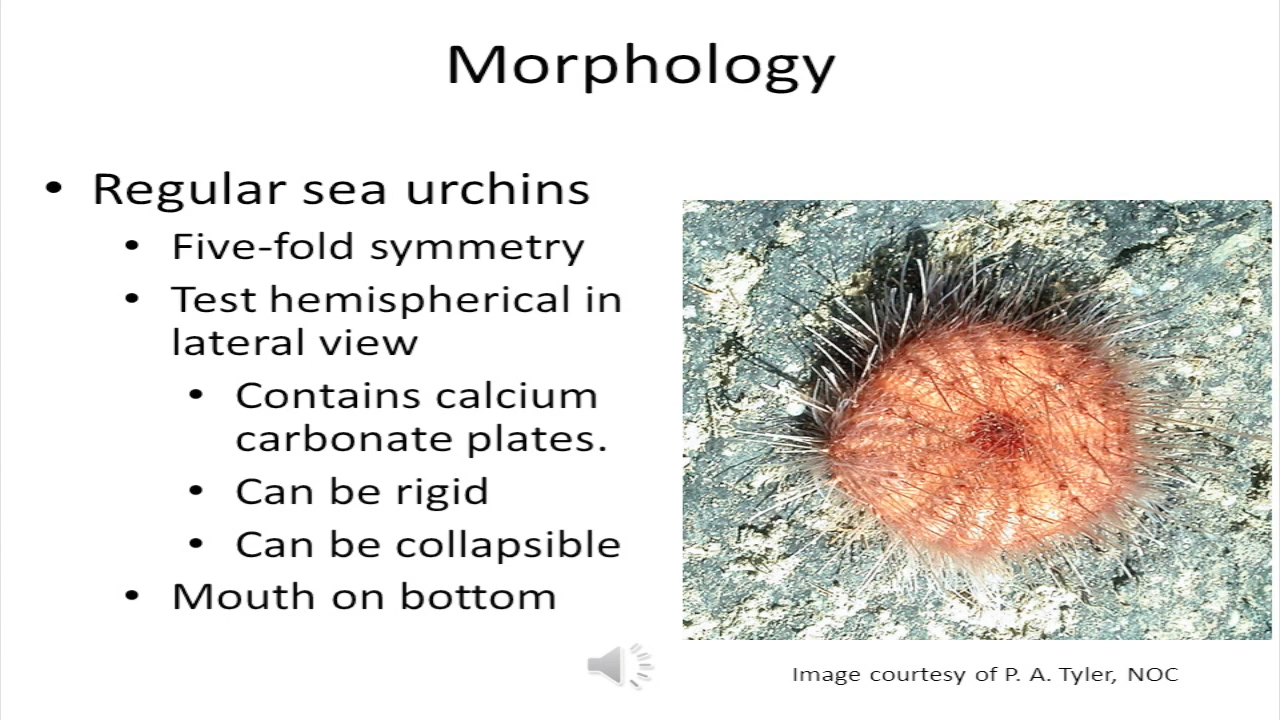 Morphology
• Regular sea urchins
• Five-fold symmetry
• Test hemispherical in
lateral view
• Contains calcium
carbonate plates.
• Can be rigid
• Can be collapsible
• Mouth on bottom
Image courtesy of P. A. Tyler, NOC